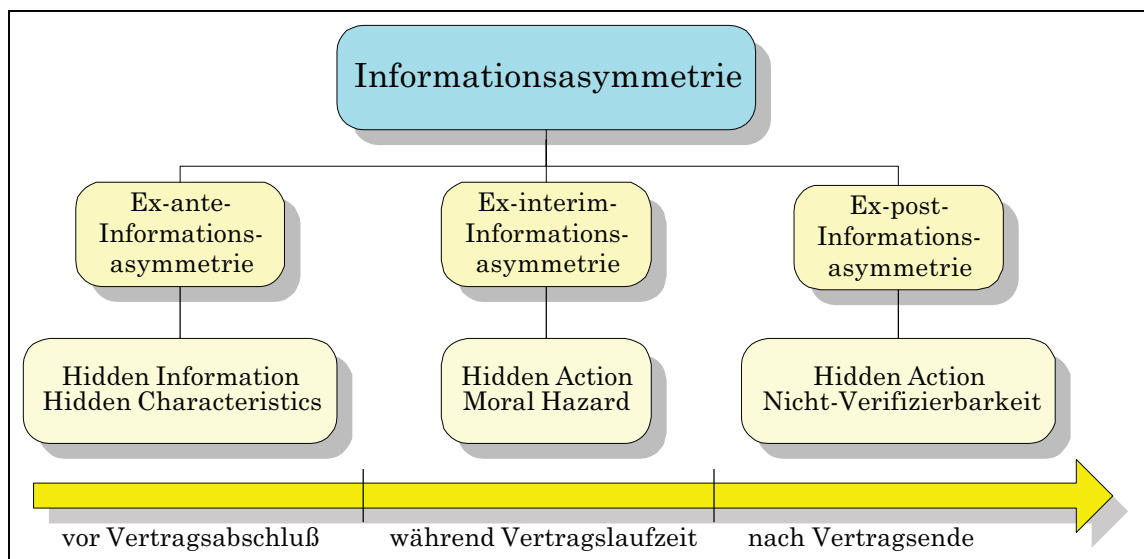 Informationsasymmetrie
Ex-ante-
Informations-
asymmetrie
Ex-interim-
Informations-
asymmetrie
Ex-post-
Informations-
asymmetrie
Hidden Information
Hidden Characteristics
Hidden Action
Moral Hazard
Hidden Action
Nicht-Verifizierbarkeit
vor Vertragsabschluß
während Vertragslaufzeit
nach Vertragsende